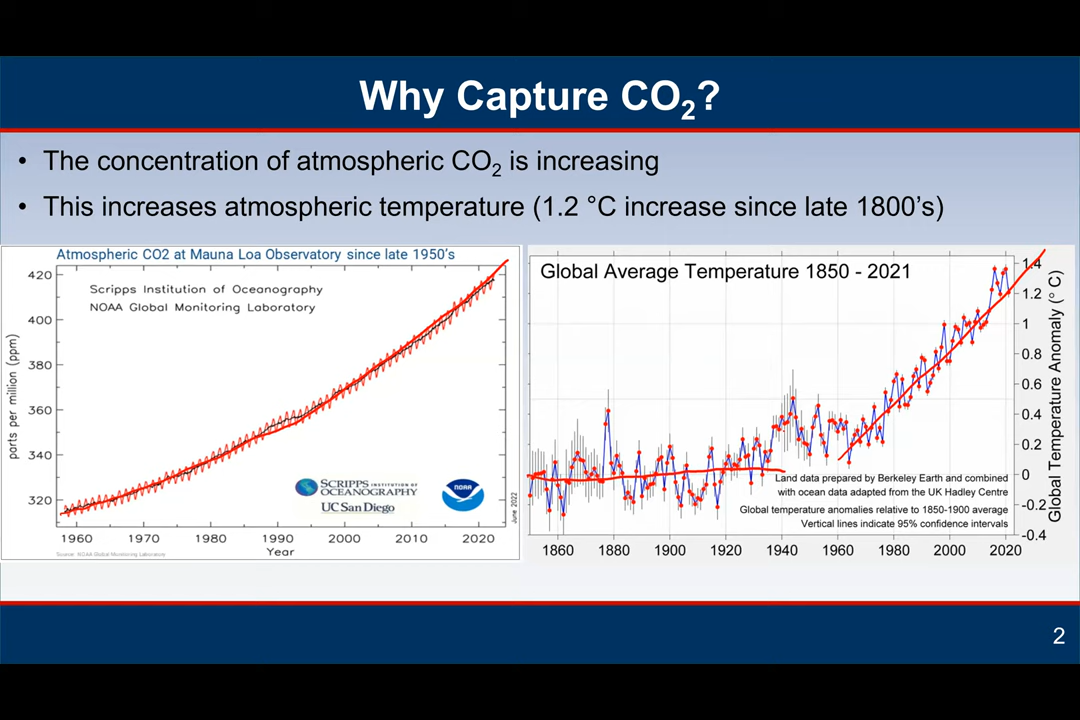 Why Capture CO₂?
• The concentration of atmospheric CO₂ is increasing
• This increases atmospheric temperature (1.2 °C increase since late 1800's)
Atmospheric CO2 at Mauna Loa Observatory since late 1950's
Scripps Institution of Oceanography
NOAA Global Monitoring Laboratory
parts per million (ppm)
420
400
380
360
340
320
SCRIPPS INSTITUTION OF
OCEANOGRAPHY
UC San Diego
NOAA
June 2022
1960
1970
1980
1990
2000
2010
2020
Year
Source: NOAA Global Monitoring Laboratory
Global Average Temperature 1850 - 2021
1.4
1.2
1
0.8
0.6
0.4
0.2
0
-0.2
-0.4
Global Temperature Anomaly (° C)
Land data prepared by Berkeley Earth and combined
with ocean data adapted from the UK Hadley Centre
Global temperature anomalies relative to 1850-1900 average
Vertical lines indicate 95% confidence intervals
1860
1880
1900
1920
1940
1960
1980
2000
2020
2